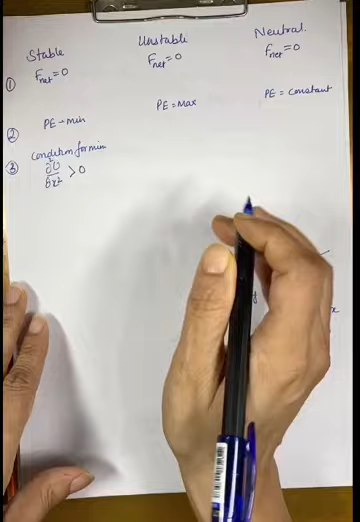 Stable
Unstable
Neutral.
① Fnet=0
Fnet=0
Fnet=0
② PE → min
PE = Max
PE = constant
③ condition for min
∂²U/∂x² > 0
x